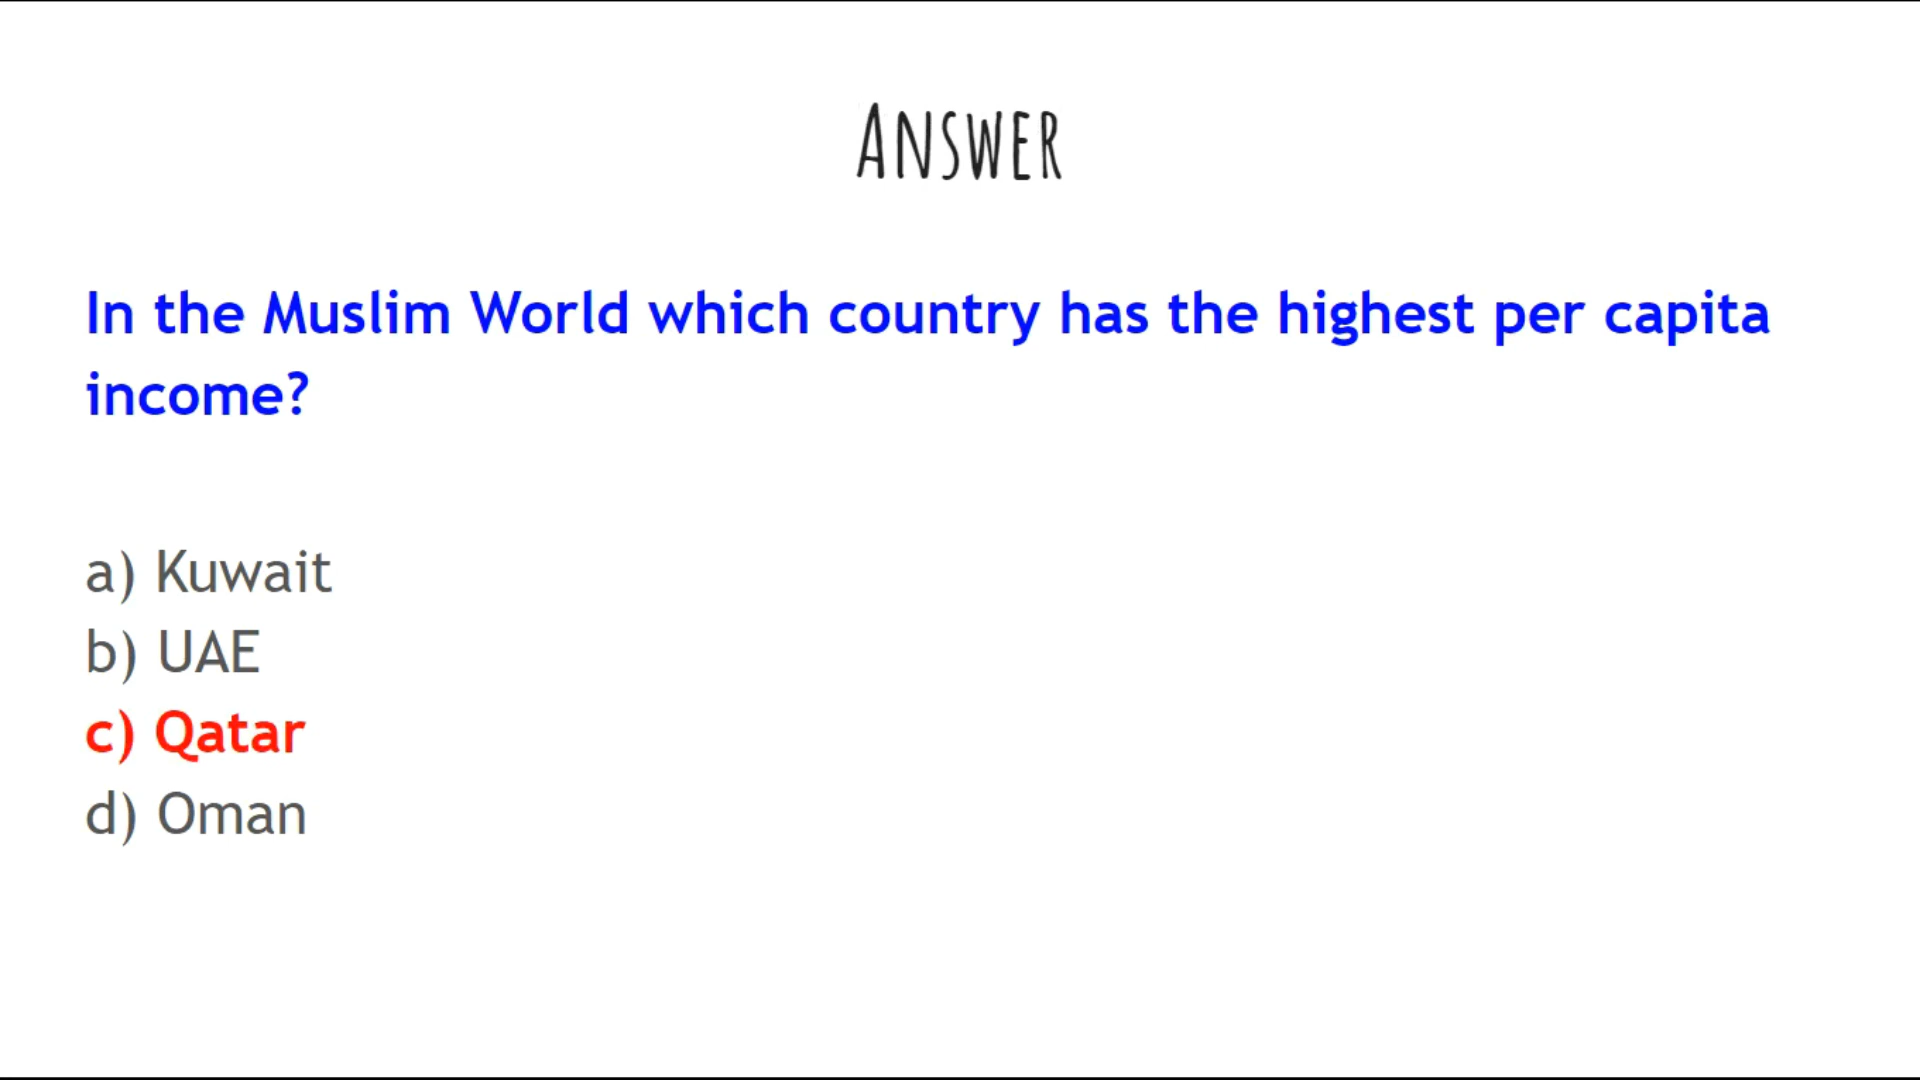 ANSWER
In the Muslim World which country has the highest per capita
income?
a) Kuwait
b) UAE
c) Qatar
d) Oman